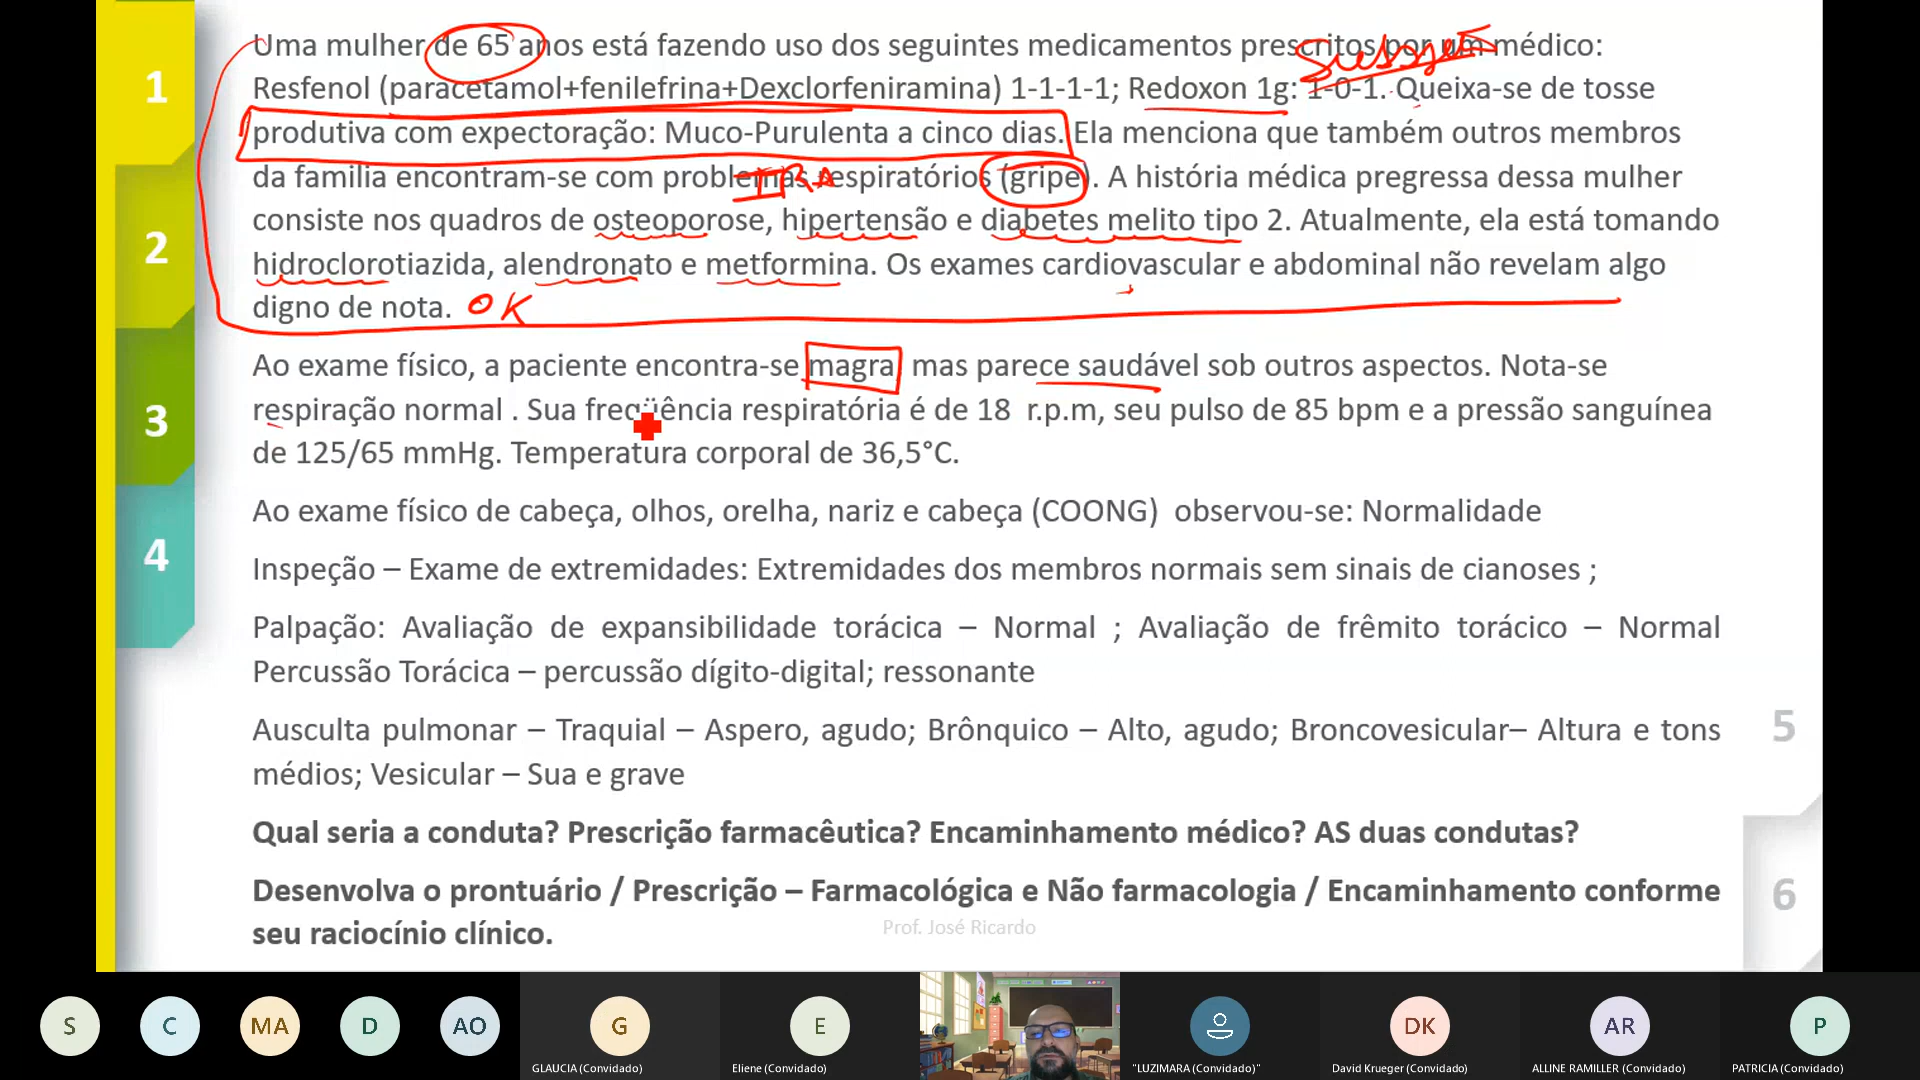 1
2
3
4
Uma mulher de 65 anos está fazendo uso dos seguintes medicamentos prescritos por um médico:
Resfenol (paracetamol+fenilefrina+Dexclorfeniramina) 1-1-1-1; Redoxon 1g: 1-0-1. Queixa-se de tosse
produtiva com expectoração: Muco-Purulenta a cinco dias. Ela menciona que também outros membros
da familia encontram-se com problemas respiratórios (gripe). A história médica pregressa dessa mulher
IRA
consiste nos quadros de osteoporose, hipertensão e diabetes melito tipo 2. Atualmente, ela está tomando
hidroclorotiazida, alendronato e metformina. Os exames cardiovascular e abdominal não revelam algo
digno de nota. OK
Ao exame físico, a paciente encontra-se magra mas parece saudável sob outros aspectos. Nota-se
respiração normal . Sua freqüência respiratória é de 18 r.p.m, seu pulso de 85 bpm e a pressão sanguínea
de 125/65 mmHg. Temperatura corporal de 36,5°C.
Ao exame físico de cabeça, olhos, orelha, nariz e cabeça (COONG) observou-se: Normalidade
Inspeção – Exame de extremidades: Extremidades dos membros normais sem sinais de cianoses ;
Palpação: Avaliação de expansibilidade torácica – Normal ; Avaliação de frêmito torácico – Normal
Percussão Torácica – percussão dígito-digital; ressonante
Ausculta pulmonar – Traquial – Aspero, agudo; Brônquico – Alto, agudo; Broncovesicular– Altura e tons
médios; Vesicular – Sua e grave
Qual seria a conduta? Prescrição farmacêutica? Encaminhamento médico? AS duas condutas?
Desenvolva o prontuário / Prescrição – Farmacológica e Não farmacologia / Encaminhamento conforme
seu raciocínio clínico.
Prof. José Ricardo
5
6
S
C
MA
D
AO
G
GLAUCIA (Convidado)
E
Eliene (Convidado)
"LUZIMARA (Convidado)"
DK
David Krueger (Convidado)
AR
ALLINE RAMILLER (Convidado)
P
PATRICIA (Convidado)